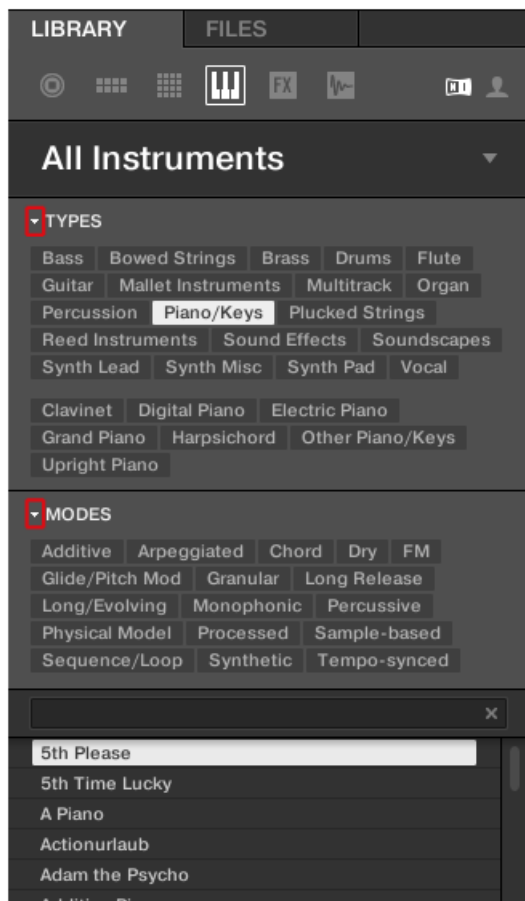 LIBRARY FILES
FX
All Instruments
TYPES
Bass Bowed Strings Brass Drums Flute
Guitar Mallet Instruments Multitrack Organ
Percussion Piano/Keys Plucked Strings
Reed Instruments Sound Effects Soundscapes
Synth Lead Synth Misc Synth Pad Vocal
Clavinet Digital Piano Electric Piano
Grand Piano Harpsichord Other Piano/Keys
Upright Piano
MODES
Additive Arpeggiated Chord Dry FM
Glide/Pitch Mod Granular Long Release
Long/Evolving Monophonic Percussive
Physical Model Processed Sample-based
Sequence/Loop Synthetic Tempo-synced
5th Please
5th Time Lucky
A Piano
Actionurlaub
Adam the Psycho